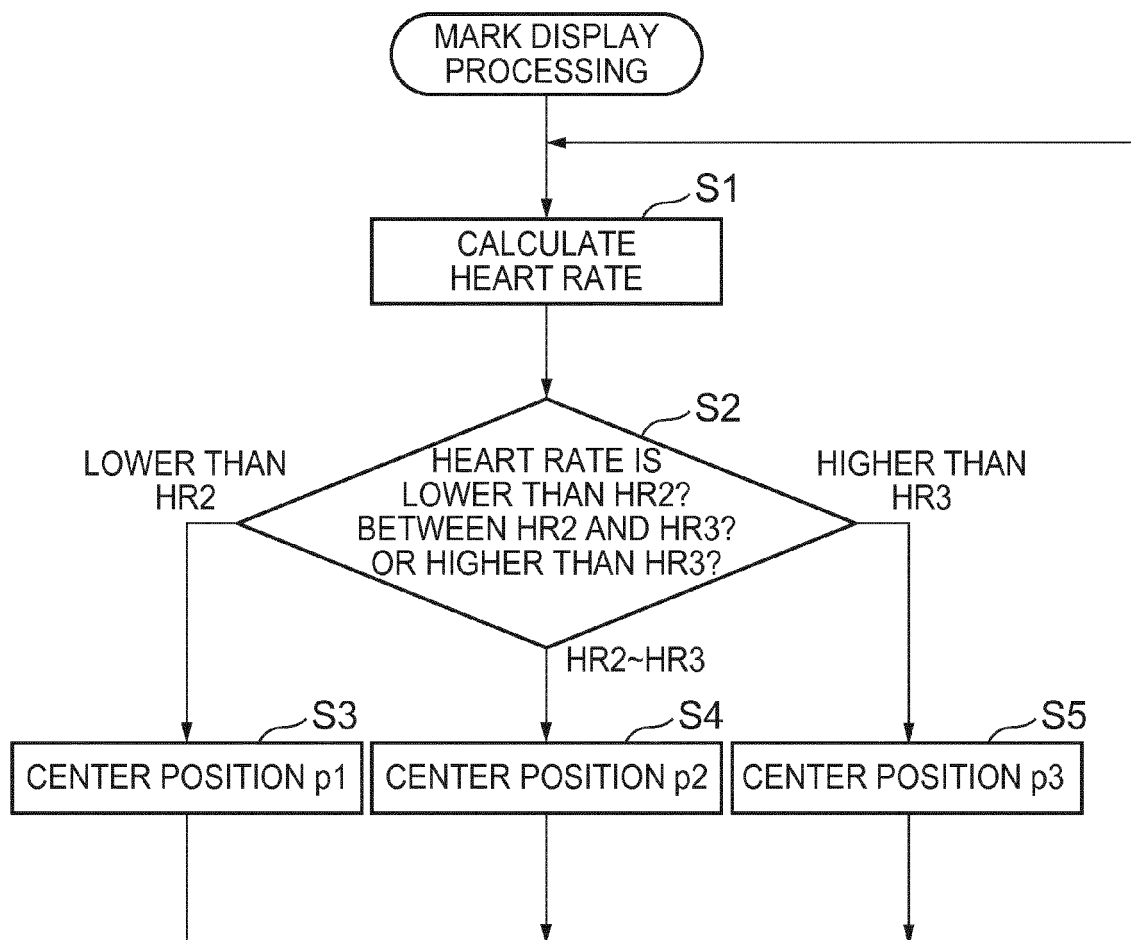 MARK DISPLAY
PROCESSING
S1
CALCULATE
HEART RATE
S2
LOWER THAN
HR2
HEART RATE IS
LOWER THAN HR2?
BETWEEN HR2 AND HR3?
OR HIGHER THAN HR3?
HIGHER THAN
HR3
HR2~HR3
S3
CENTER POSITION p1
S4
CENTER POSITION p2
S5
CENTER POSITION p3